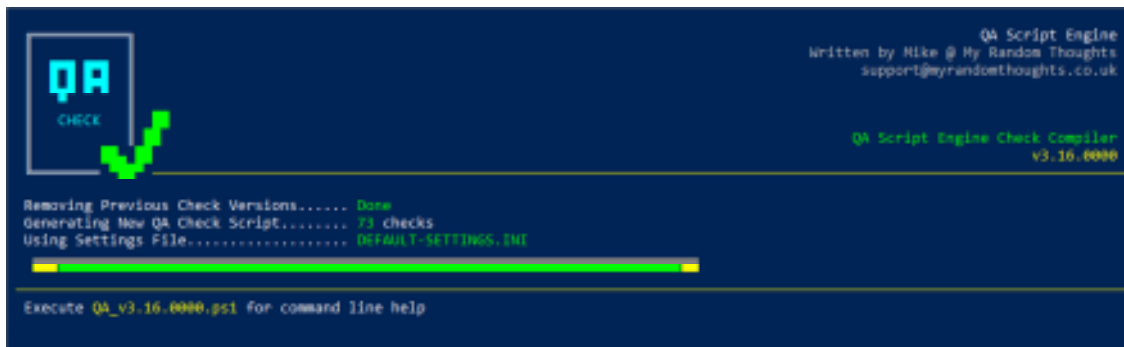 QA Script Engine
Written by Mike @ My Random Thoughts
support@myrandomthoughts.co.uk
QA
CHECK
QA Script Engine Check Compiler
v3.16.0000
Removing Previous Check Versions...... Done
Generating New QA Check Script........ 73 checks
Using Settings File................... DEFAULT-SETTINGS.INI
Execute QA_v3.16.0000.ps1 for command line help